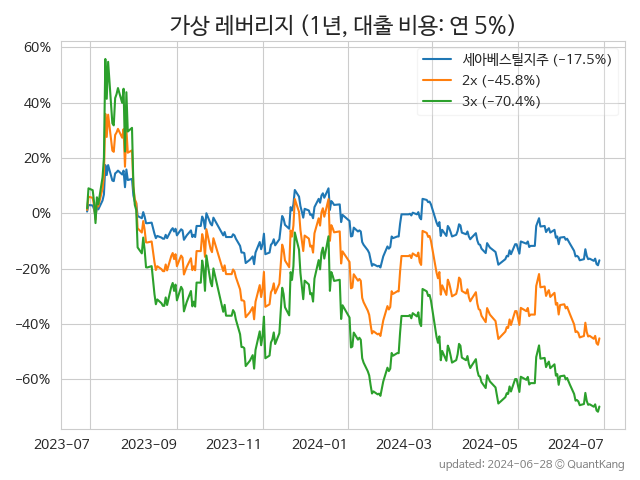 가상 레버리지 (1년, 대출 비용: 연 5%)
세아베스틸지주 (−17.5%)
2x (−45.8%)
3x (−70.4%)
60%
40%
20%
0%
−20%
−40%
−60%
2023-07 2023-09 2023-11 2024-01 2024-03 2024-05 2024-07
updated: 2024-06-28 ⓒ QuantKang